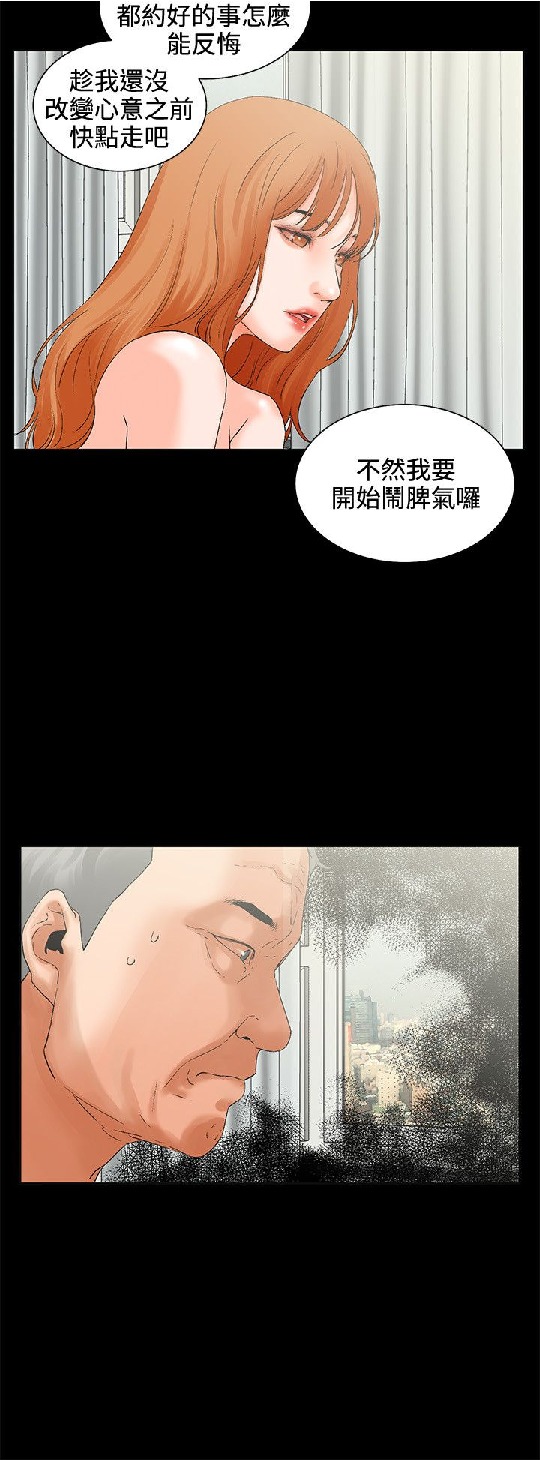 都約好的事怎麼
能反悔
趁我還沒
改變心意之前
快點走吧
不然我要
開始鬧脾氣囉